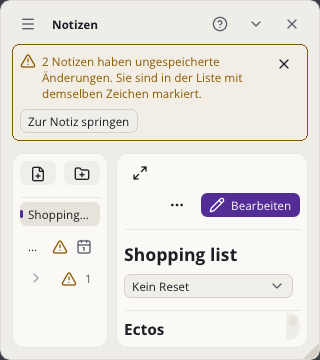 Notizen
2 Notizen haben ungespeicherte
Änderungen. Sie sind in der Liste mit
demselben Zeichen markiert.
Zur Notiz springen
Shopping...
...
1
Bearbeiten
Shopping list
Kein Reset
Ectos
0